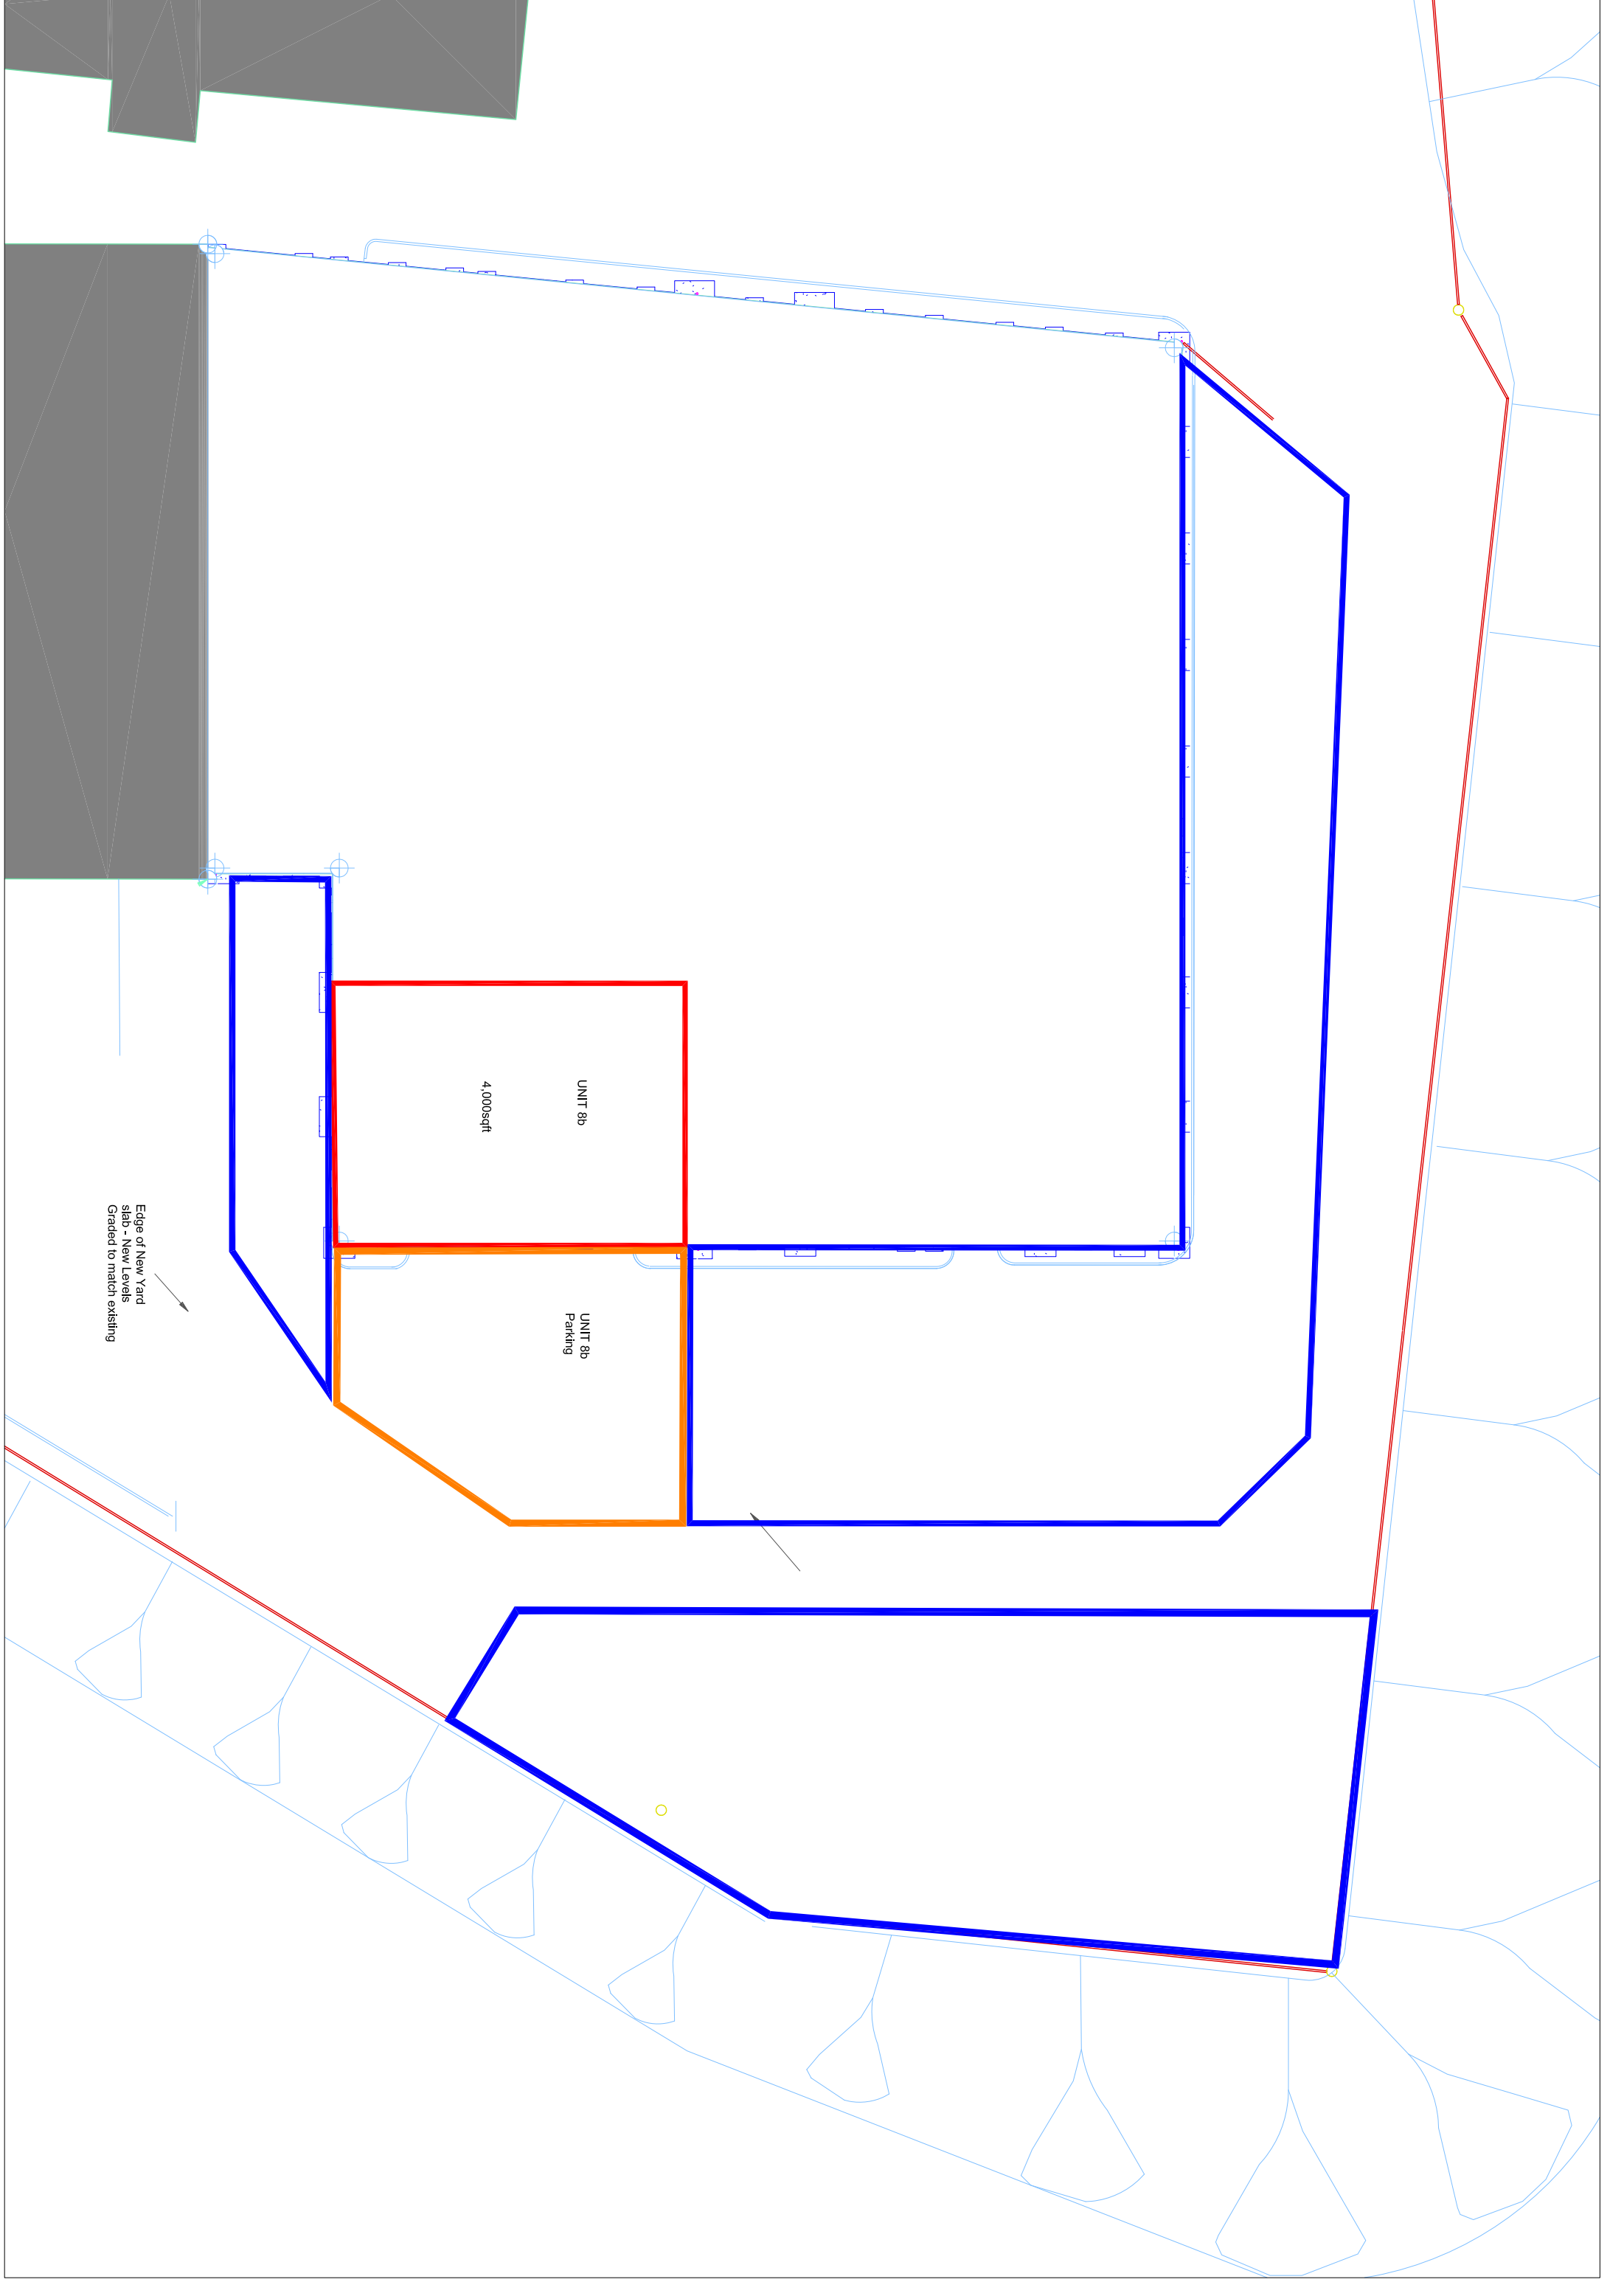 UNIT 8b
4,000sqft
UNIT 8b
Parking
Edge of New Yard
slab - New Levels
Graded to match existing